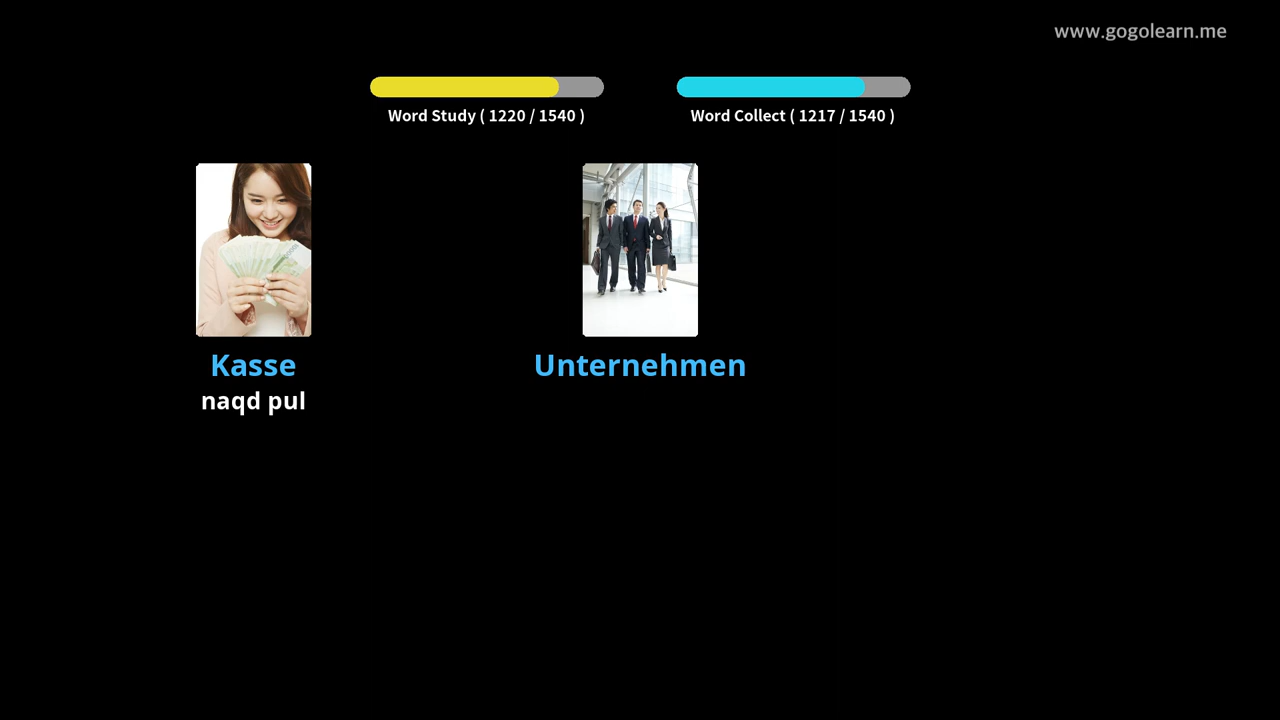 www.gogolearn.me
Word Study ( 1220 / 1540 )
Word Collect ( 1217 / 1540 )
Kasse
naqd pul
Unternehmen